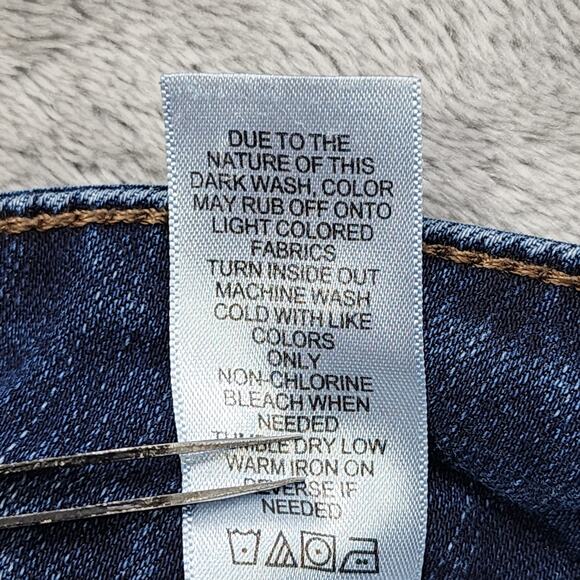 DUE TO THE
NATURE OF THIS
DARK WASH, COLOR
MAY RUB OFF ONTO
LIGHT COLORED
FABRICS
TURN INSIDE OUT
MACHINE WASH
COLD WITH LIKE
COLORS
ONLY
NON-CHLORINE
BLEACH WHEN
NEEDED
TUMBLE DRY LOW
WARM IRON ON
REVERSE IF
NEEDED